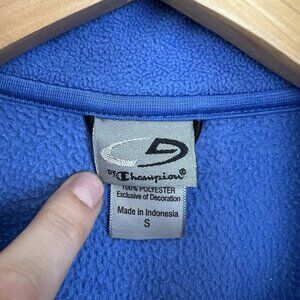 C9
by Champion®
100% POLYESTER
Exclusive of Decoration
Made in Indonesia
S